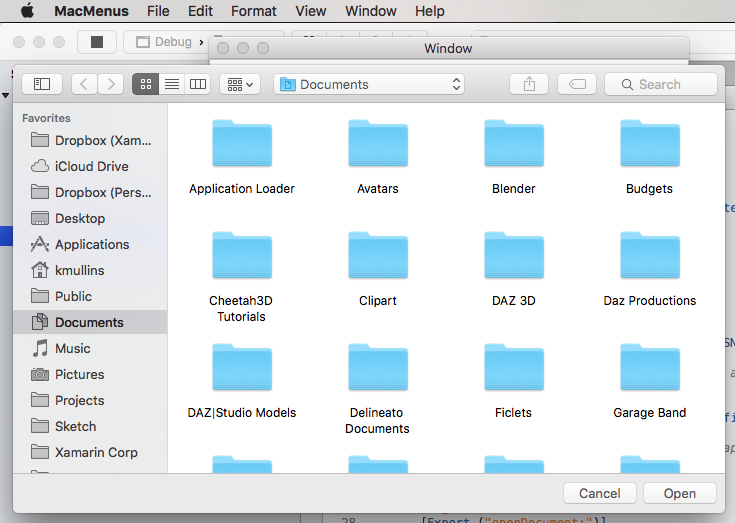 MacMenus File Edit Format View Window Help
Debug
Window
Documents
Search
Favorites
Dropbox (Xam...
iCloud Drive
Dropbox (Pers...
Desktop
Applications
kmullins
Public
Documents
Music
Pictures
Projects
Sketch
Xamarin Corp
Application Loader Avatars Blender Budgets
Cheetah3D Clipart DAZ 3D Daz Productions
Tutorials
DAZ|Studio Models Delineato Ficlets Garage Band
Documents
Cancel Open
28 [Export ("openDocument:")]